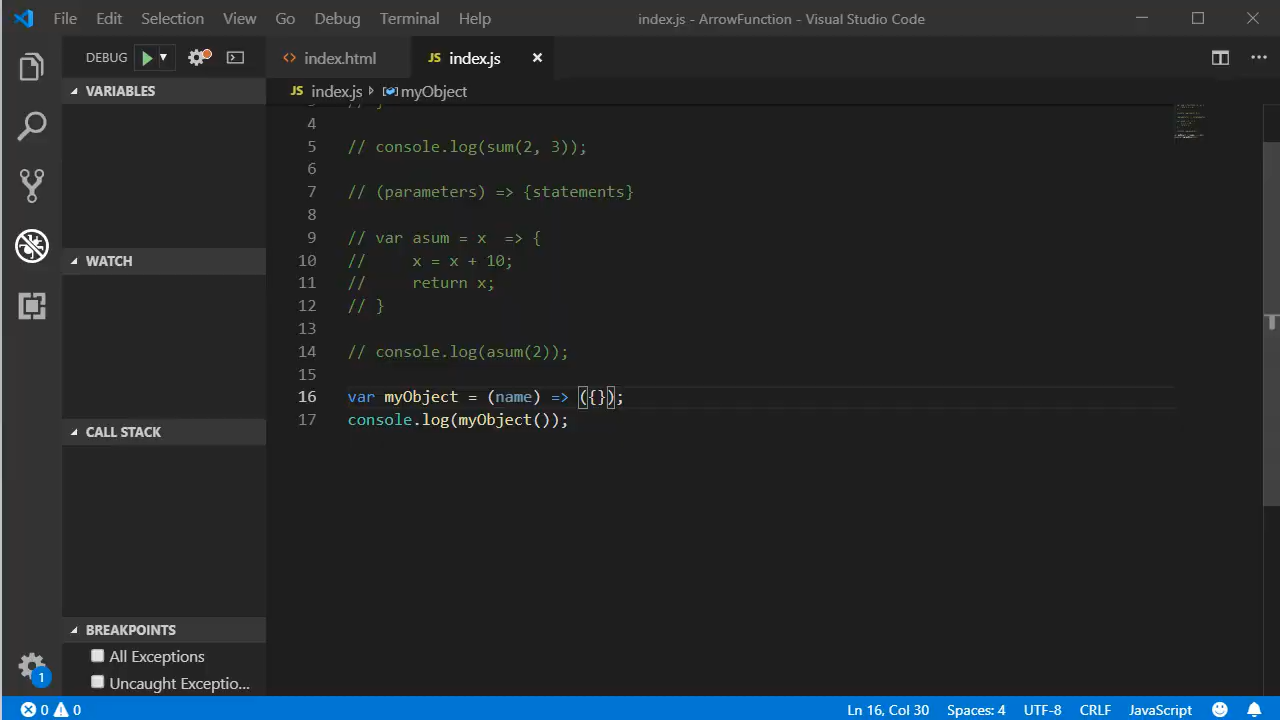 File Edit Selection View Go Debug Terminal Help index.js - ArrowFunction - Visual Studio Code
DEBUG
index.html
JS index.js
VARIABLES
WATCH
CALL STACK
BREAKPOINTS
All Exceptions
Uncaught Exceptio...
1
JS index.js myObject
4
5 // console.log(sum(2, 3));
6
7 // (parameters) => {statements}
8
9 // var asum = x  => {
10 //     x = x + 10;
11 //     return x;
12 // }
13
14 // console.log(asum(2));
15
16 var myObject = (name) => ({});
17 console.log(myObject());
0 0 Ln 16, Col 30 Spaces: 4 UTF-8 CRLF JavaScript